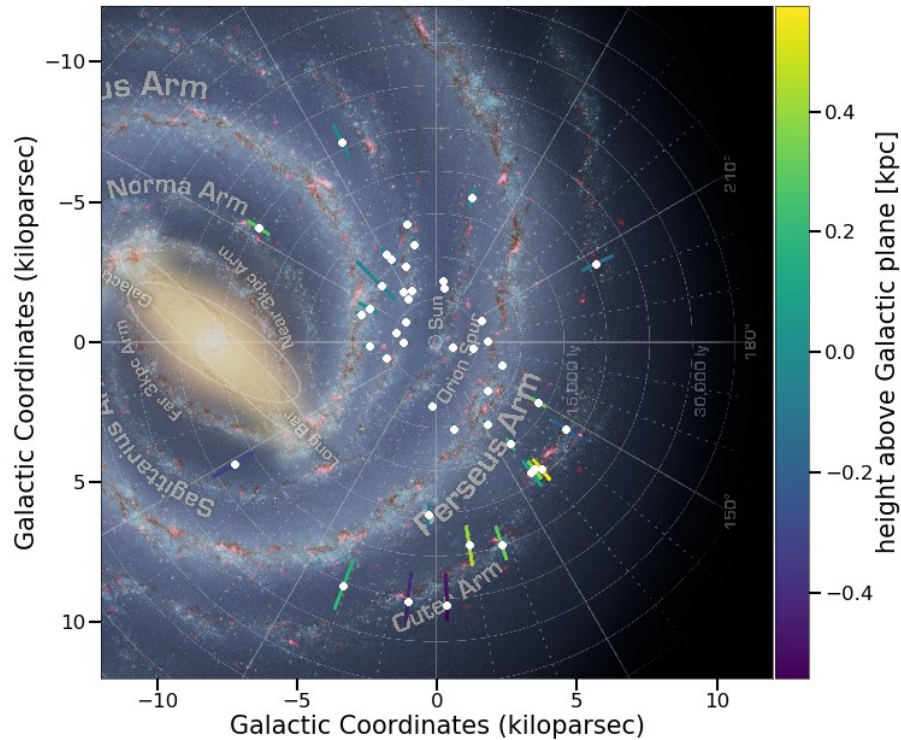 −10
−5
0
5
10
Galactic Coordinates (kiloparsec)
−10
−5
0
5
10
Galactic Coordinates (kiloparsec)
0.4
0.2
0.0
−0.2
−0.4
height above Galactic plane [kpc]
us Arm
Norma Arm
Near 3kpc Arm
Galact
Far 3kpc Arm
Long Bar
Sagittarius A
Sun
Orion Spur
Perseus Arm
Outer Arm
15,000 ly
30,000 ly
210°
180°
150°